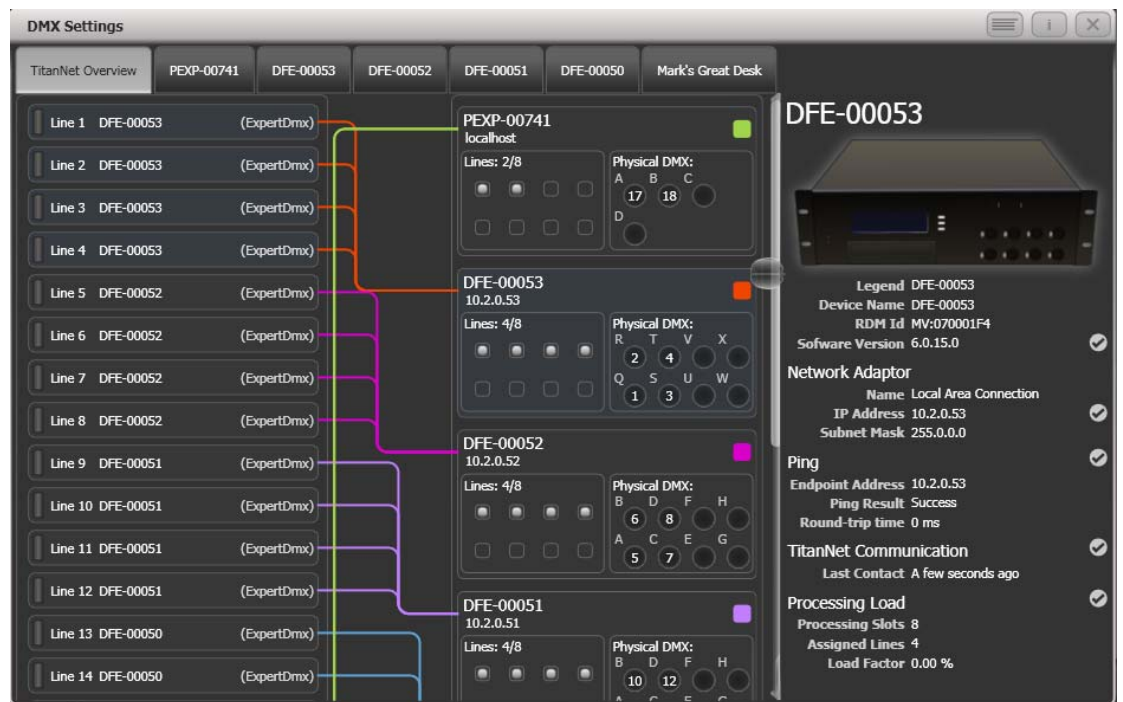 DMX Settings
i
TitanNet Overview PEXP-00741 DFE-00053 DFE-00052 DFE-00051 DFE-00050 Mark's Great Desk
Line 1 DFE-00053 (ExpertDmx)
Line 2 DFE-00053 (ExpertDmx)
Line 3 DFE-00053 (ExpertDmx)
Line 4 DFE-00053 (ExpertDmx)
Line 5 DFE-00052 (ExpertDmx)
Line 6 DFE-00052 (ExpertDmx)
Line 7 DFE-00052 (ExpertDmx)
Line 8 DFE-00052 (ExpertDmx)
Line 9 DFE-00051 (ExpertDmx)
Line 10 DFE-00051 (ExpertDmx)
Line 11 DFE-00051 (ExpertDmx)
Line 12 DFE-00051 (ExpertDmx)
Line 13 DFE-00050 (ExpertDmx)
Line 14 DFE-00050 (ExpertDmx)
PEXP-00741
localhost
Lines: 2/8 Physical DMX:
A B C
17 18
D
DFE-00053
10.2.0.53
Lines: 4/8 Physical DMX:
R T V X
2 4
Q S U W
1 3
DFE-00052
10.2.0.52
Lines: 4/8 Physical DMX:
B D F H
6 8
A C E G
5 7
DFE-00051
10.2.0.51
Lines: 4/8 Physical DMX:
B D F H
10 12
DFE-00053
Legend DFE-00053
Device Name DFE-00053
RDM Id MV:070001F4
Sofware Version 6.0.15.0
Network Adaptor
Name Local Area Connection
IP Address 10.2.0.53
Subnet Mask 255.0.0.0
Ping
Endpoint Address 10.2.0.53
Ping Result Success
Round-trip time 0 ms
TitanNet Communication
Last Contact A few seconds ago
Processing Load
Processing Slots 8
Assigned Lines 4
Load Factor 0.00 %